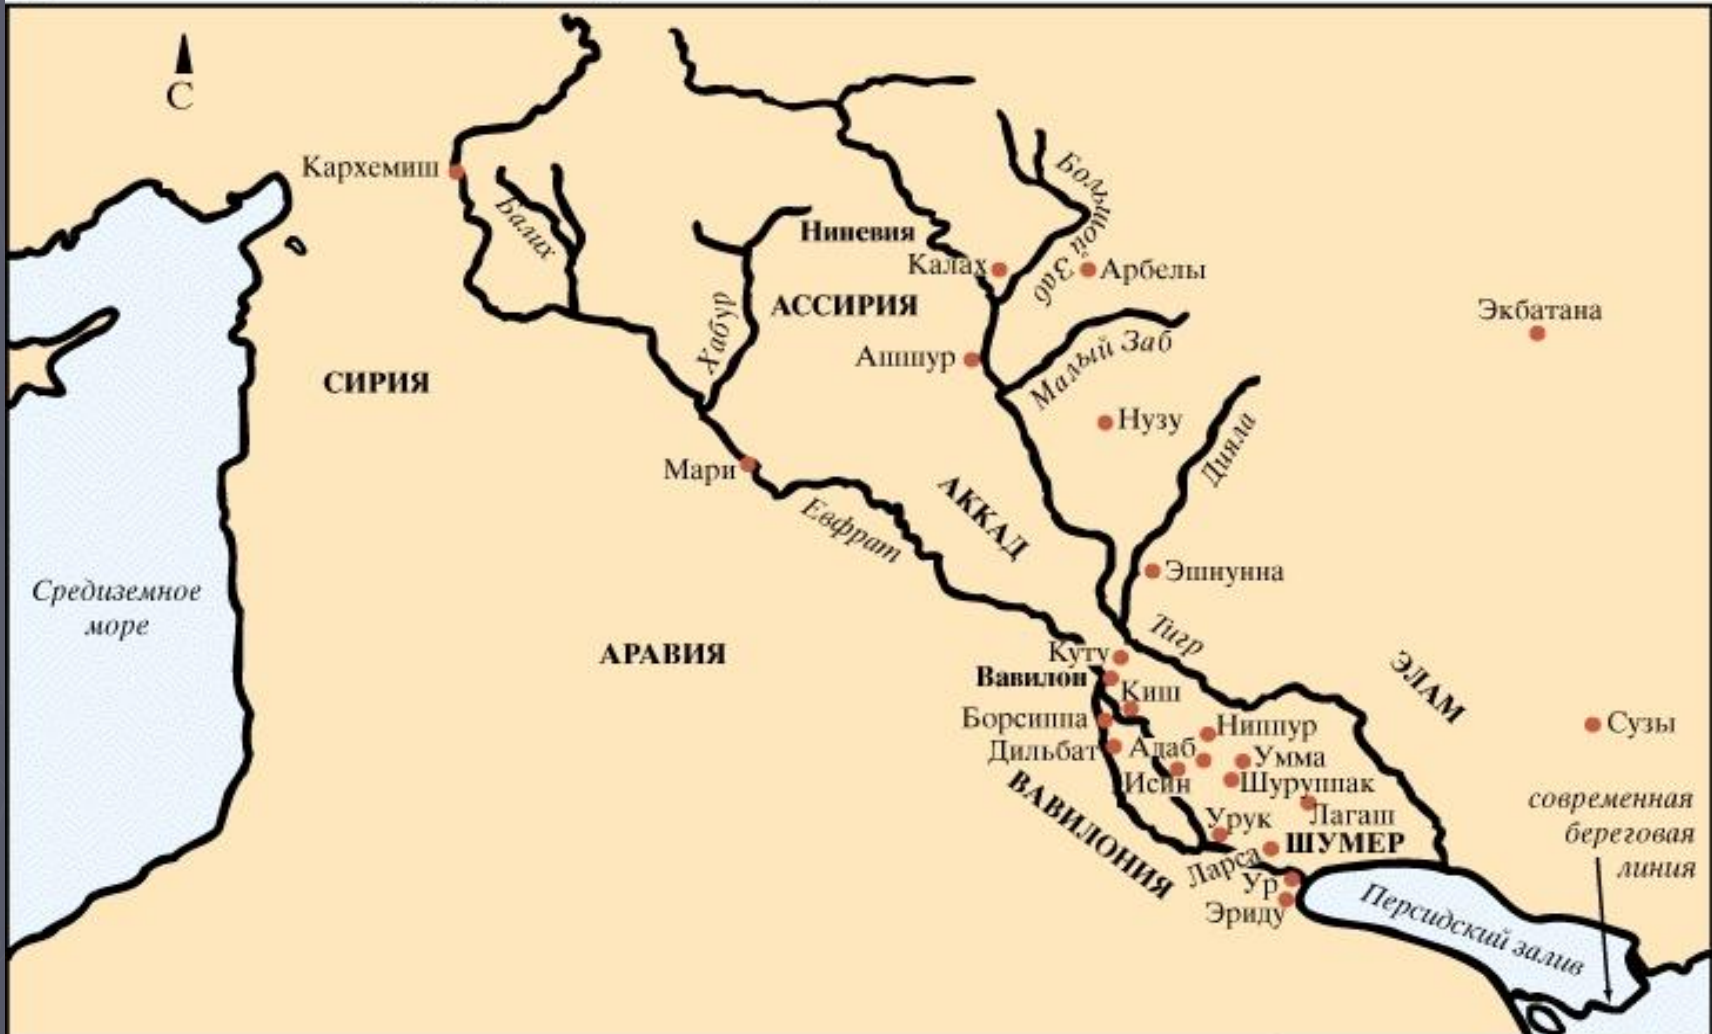 С
Кархемиш
Балих
Большой Заб
Ниневия
Калах
Арбелы
Хабур
АССИРИЯ
Экбатана
Ашшур
Малый Заб
СИРИЯ
Нузу
Дияла
Мари
АККАД
Евфрат
Эшнунна
Средиземное
море
Тигр
АРАВИЯ
Куту
Вавилон
Киш
ЭЛАМ
Борсиппа
Ниппур
Сузы
Дильбат
Адаб
Умма
Исин
Шуруппак
ВАВИЛОНИЯ
современная
береговая
линия
Лагаш
Урук
ШУМЕР
Ларса
Ур
Эриду
Персидский залив